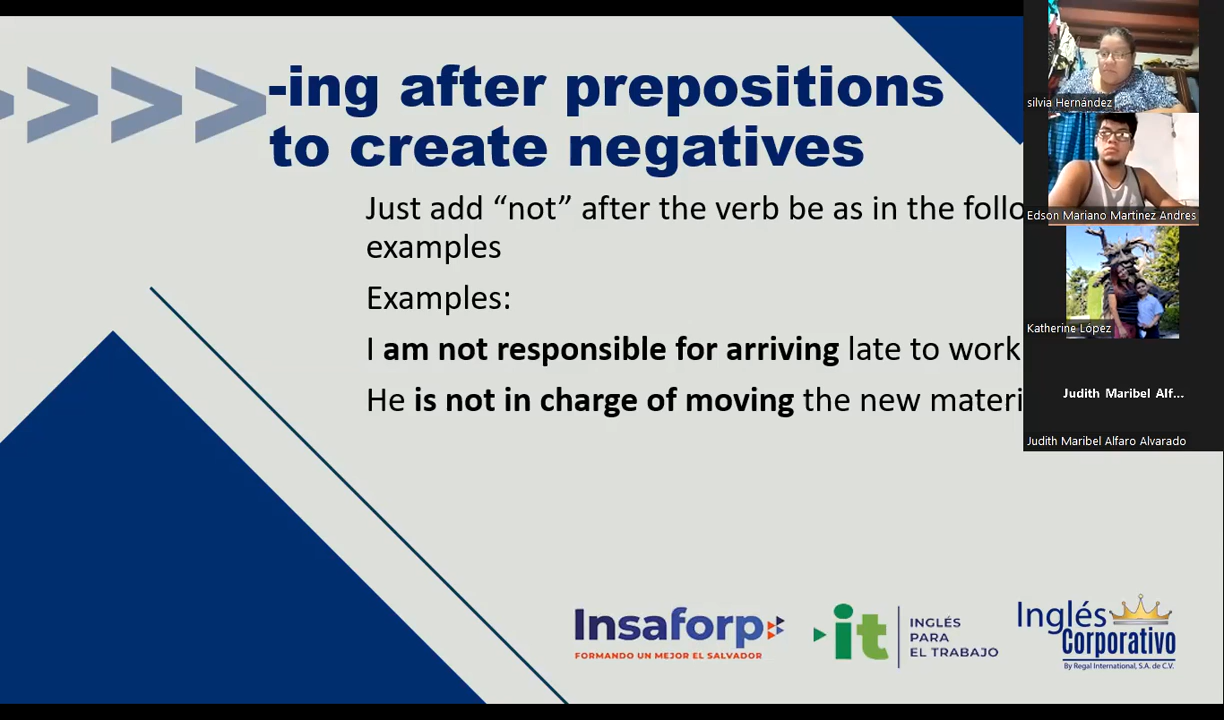 -ing after prepositions
to create negatives
Just add “not” after the verb be as in the
examples
Examples:
I am not responsible for arriving late to work
He is not in charge of moving the new
silvia Hernández
Edson Mariano Martinez Andres
Katherine López
Judith Maribel Alf...
Judith Maribel Alfaro Alvarado
Insaforp
FORMANDO UN MEJOR EL SALVADOR
it
INGLÉS
PARA
EL TRABAJO
Inglés
Corporativo
By Regal International, S.A. de C.V.